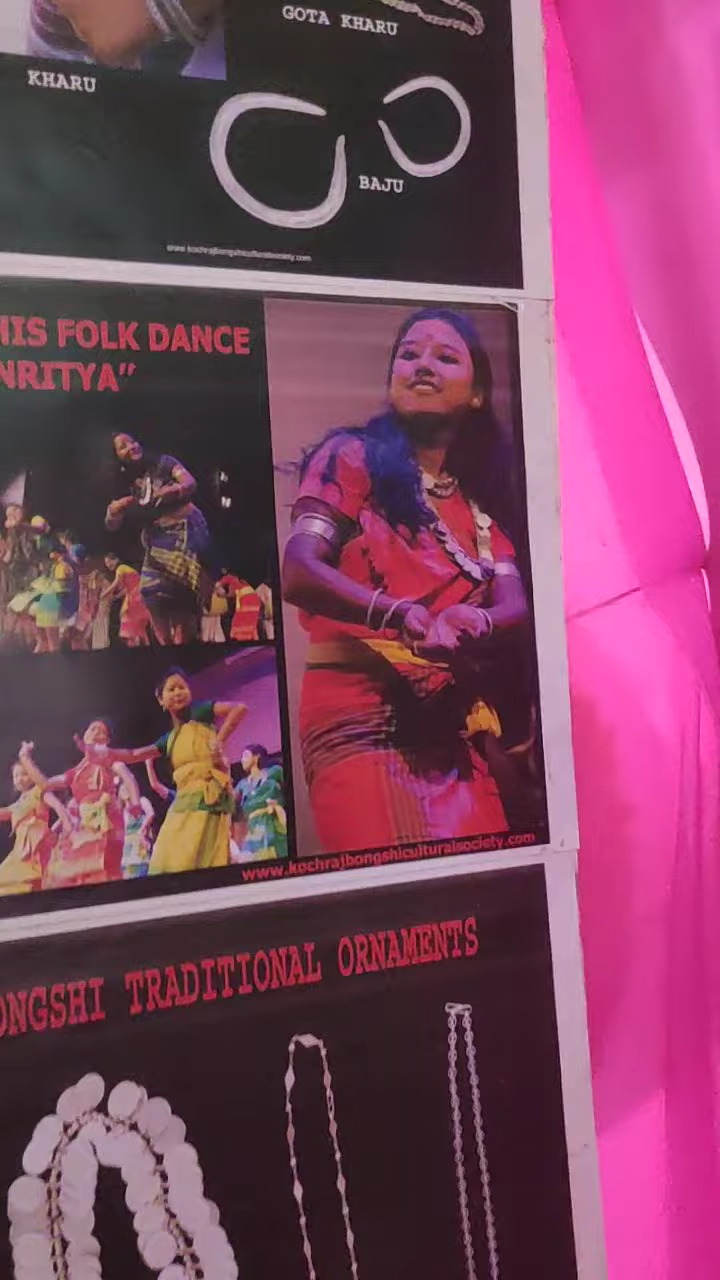 GOTA KHARU
KHARU
BAJU
www.kochrajbongshiculturalsociety.com
HIS FOLK DANCE
NRITYA”
www.kochrajbongshiculturalsociety.com
ONGSHI TRADITIONAL ORNAMENTS